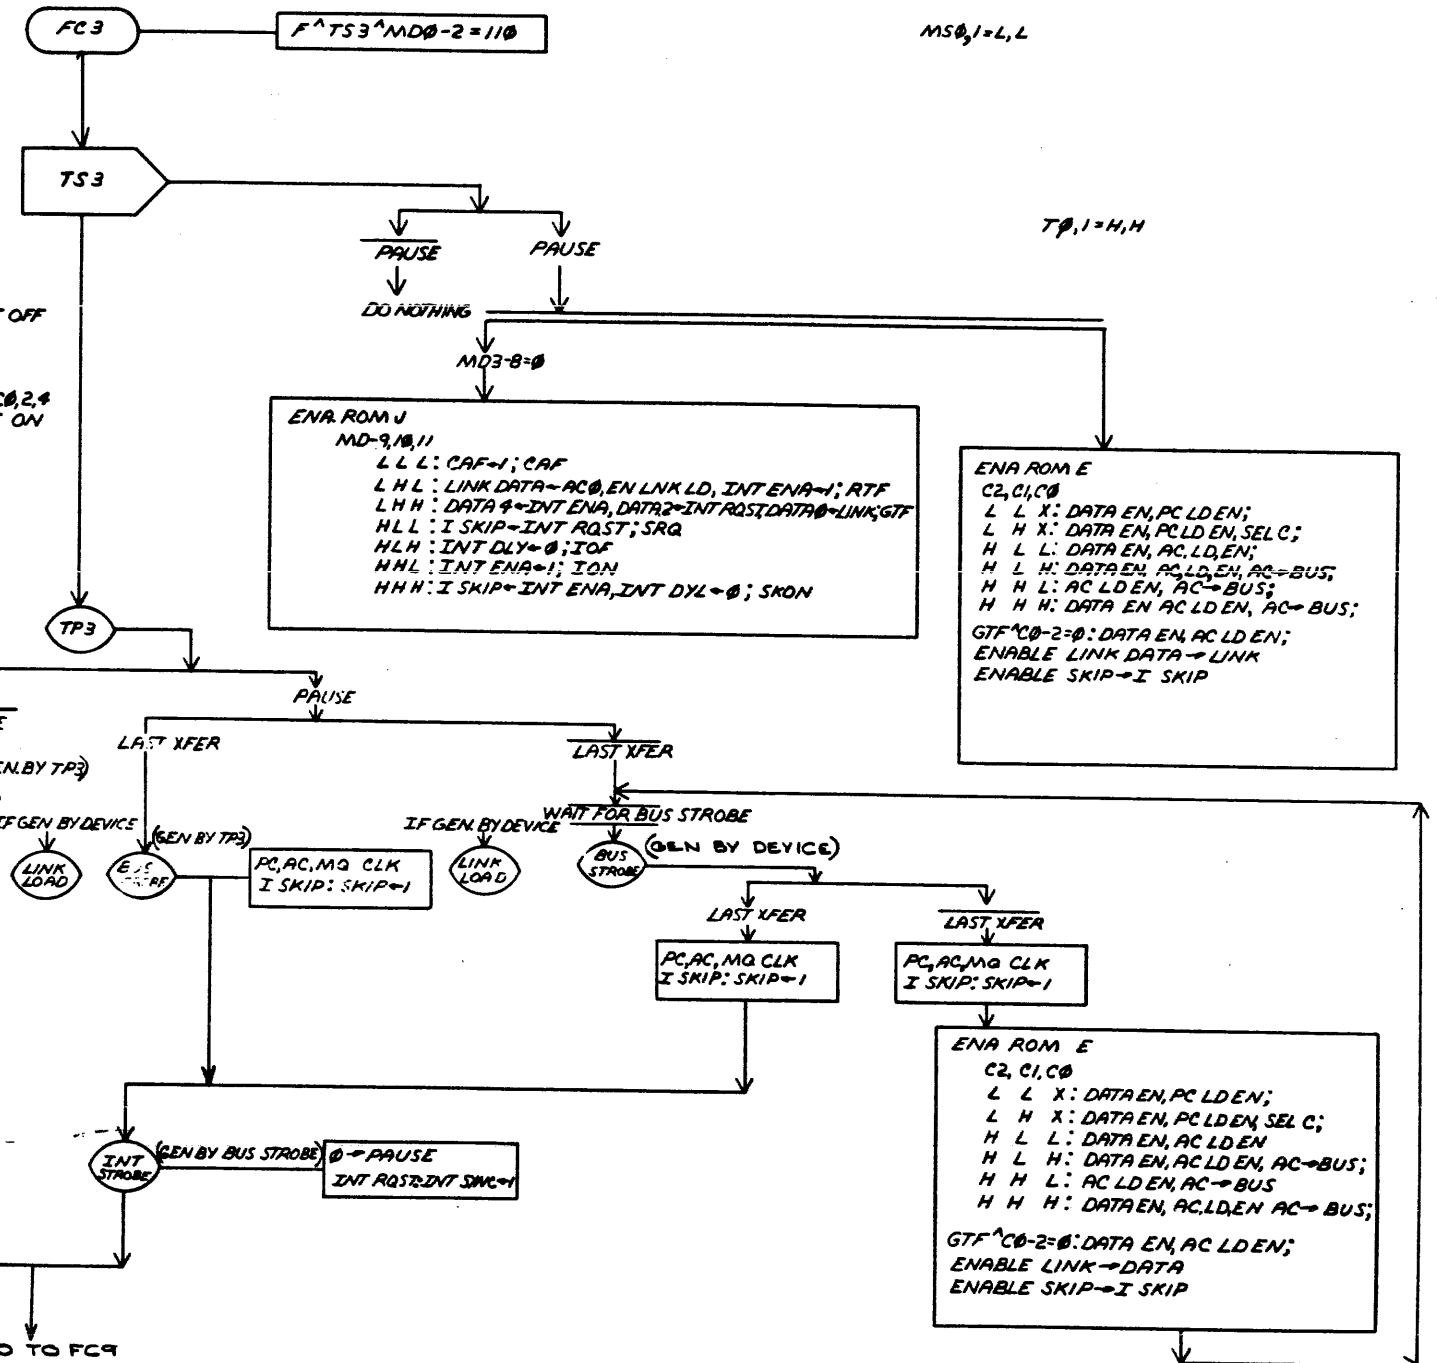 FC3
F^TS3^MDØ-2=11Ø
MSØ,1=L,L
TS3
TØ,1=H,H
PAUSE
PAUSE
DO NOTHING
OFF
MD3-8=Ø
CØ,2,4
ON
ENA ROM J
MD-9,1Ø,11
L L L: CAF←1; CAF
L H L: LINK DATA←ACØ, EN LNK LD, INT ENA←1; RTF
L H H: DATA 4←INT ENA, DATA 2←INT RQST, DATA Ø←LINK; GTF
H L L: I SKIP←INT RQST; SRQ
H L H: INT DLY←Ø; IOF
H H L: INT ENA←1; ION
H H H: I SKIP←INT ENA, INT DYL←Ø; SKON
ENA ROM E
C2, C1, CØ
L L X: DATA EN, PC LD EN;
L H X: DATA EN, PC LD EN, SEL C;
H L L: DATA EN, AC, LD, EN;
H L H: DATA EN, AC, LD, EN, AC→BUS;
H H L: AC LD EN, AC→BUS;
H H H: DATA EN AC LD EN, AC→BUS;
GTF^CØ-2=Ø: DATA EN, AC LD EN;
ENABLE LINK DATA→LINK
ENABLE SKIP→I SKIP
TP3
PAUSE
LAST XFER
LAST XFER
EN. BY TP3)
WAIT FOR BUS STROBE
IF GEN BY DEVICE
(GEN BY TP3)
IF GEN. BY DEVICE
(GEN BY DEVICE)
LINK
LOAD
BUS
STROBE
PC, AC, MQ CLK
I SKIP: SKIP←1
LINK
LOAD
BUS
STROBE
LAST XFER
LAST XFER
PC, AC, MQ CLK
I SKIP: SKIP←1
PC, AC, MQ CLK
I SKIP: SKIP←1
ENA ROM E
C2, C1, CØ
L L X: DATA EN, PC LD EN;
L H X: DATA EN, PC LD EN, SEL C;
H L L: DATA EN, AC LD EN
H L H: DATA EN, AC LD EN, AC→BUS;
H H L: AC LD EN, AC→BUS
H H H: DATA EN, AC, LD, EN AC→BUS;
GTF^CØ-2=Ø: DATA EN, AC LD EN;
ENABLE LINK→DATA
ENABLE SKIP→I SKIP
INT
STROBE
(GEN BY BUS STROBE)
Ø→PAUSE
INT RQST: INT SYNC←1
O TO FC9